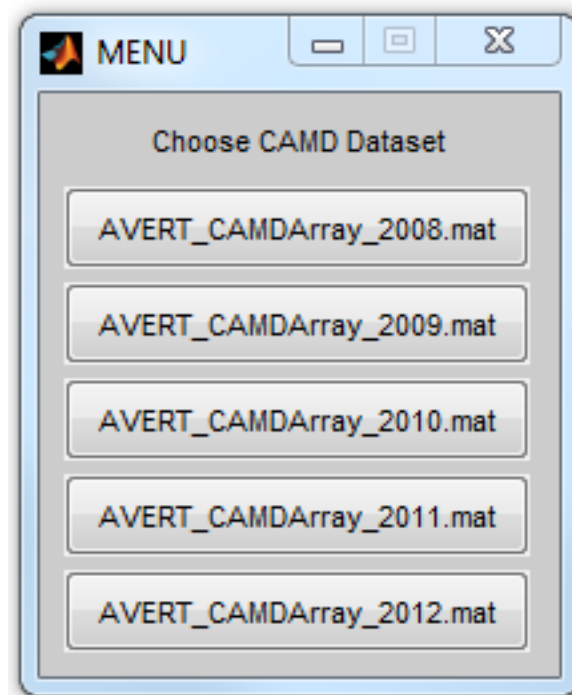 MENU
Choose CAMD Dataset
AVERT_CAMDArray_2008.mat
AVERT_CAMDArray_2009.mat
AVERT_CAMDArray_2010.mat
AVERT_CAMDArray_2011.mat
AVERT_CAMDArray_2012.mat